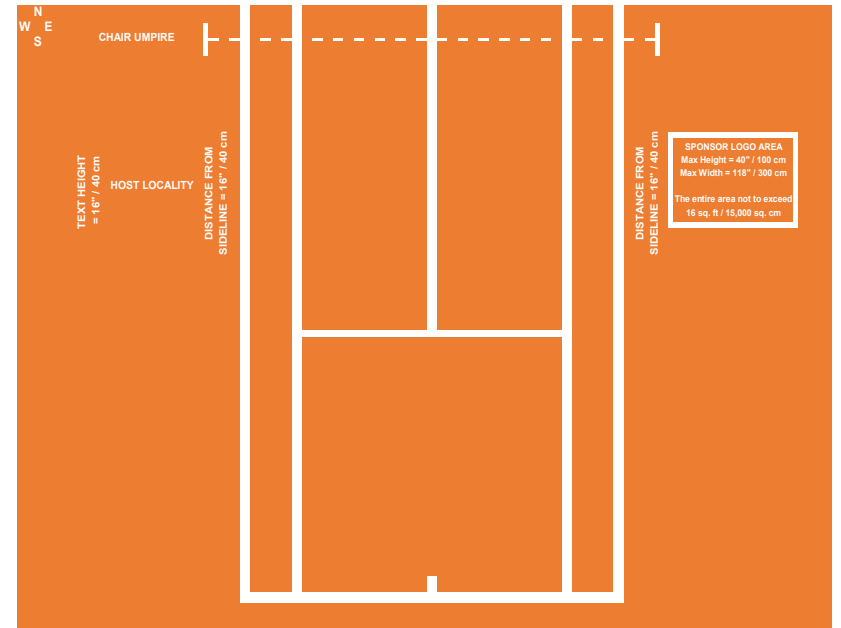 N
W E
S
CHAIR UMPIRE
TEXT HEIGHT
= 16" / 40 cm
HOST LOCALITY
DISTANCE FROM
SIDELINE = 16" / 40 cm
DISTANCE FROM
SIDELINE = 16" / 40 cm
SPONSOR LOGO AREA
Max Height = 40" / 100 cm
Max Width = 118" / 300 cm
The entire area not to exceed
16 sq. ft / 15,000 sq. cm